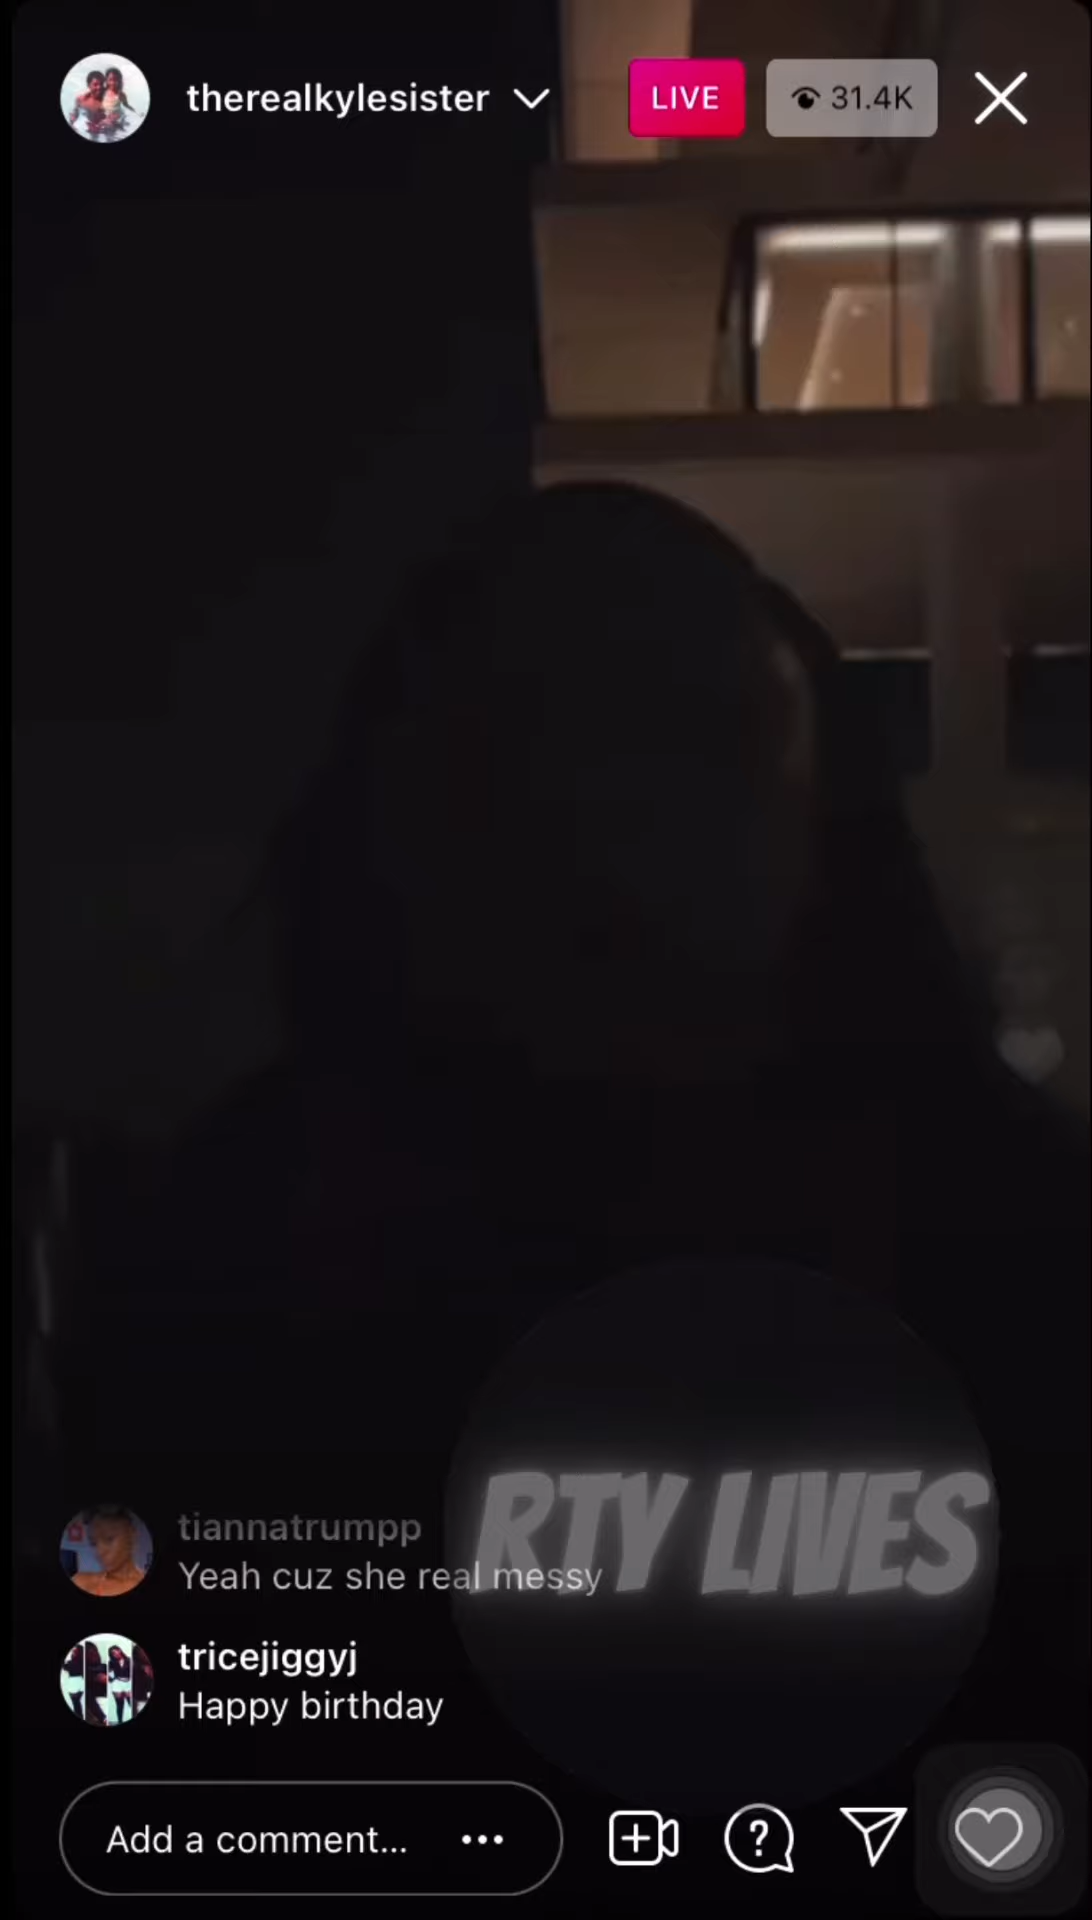 therealkylesister
LIVE
31.4K
RTY LIVES
tiannatrumpp
Yeah cuz she real messy
tricejiggyj
Happy birthday
Add a comment...